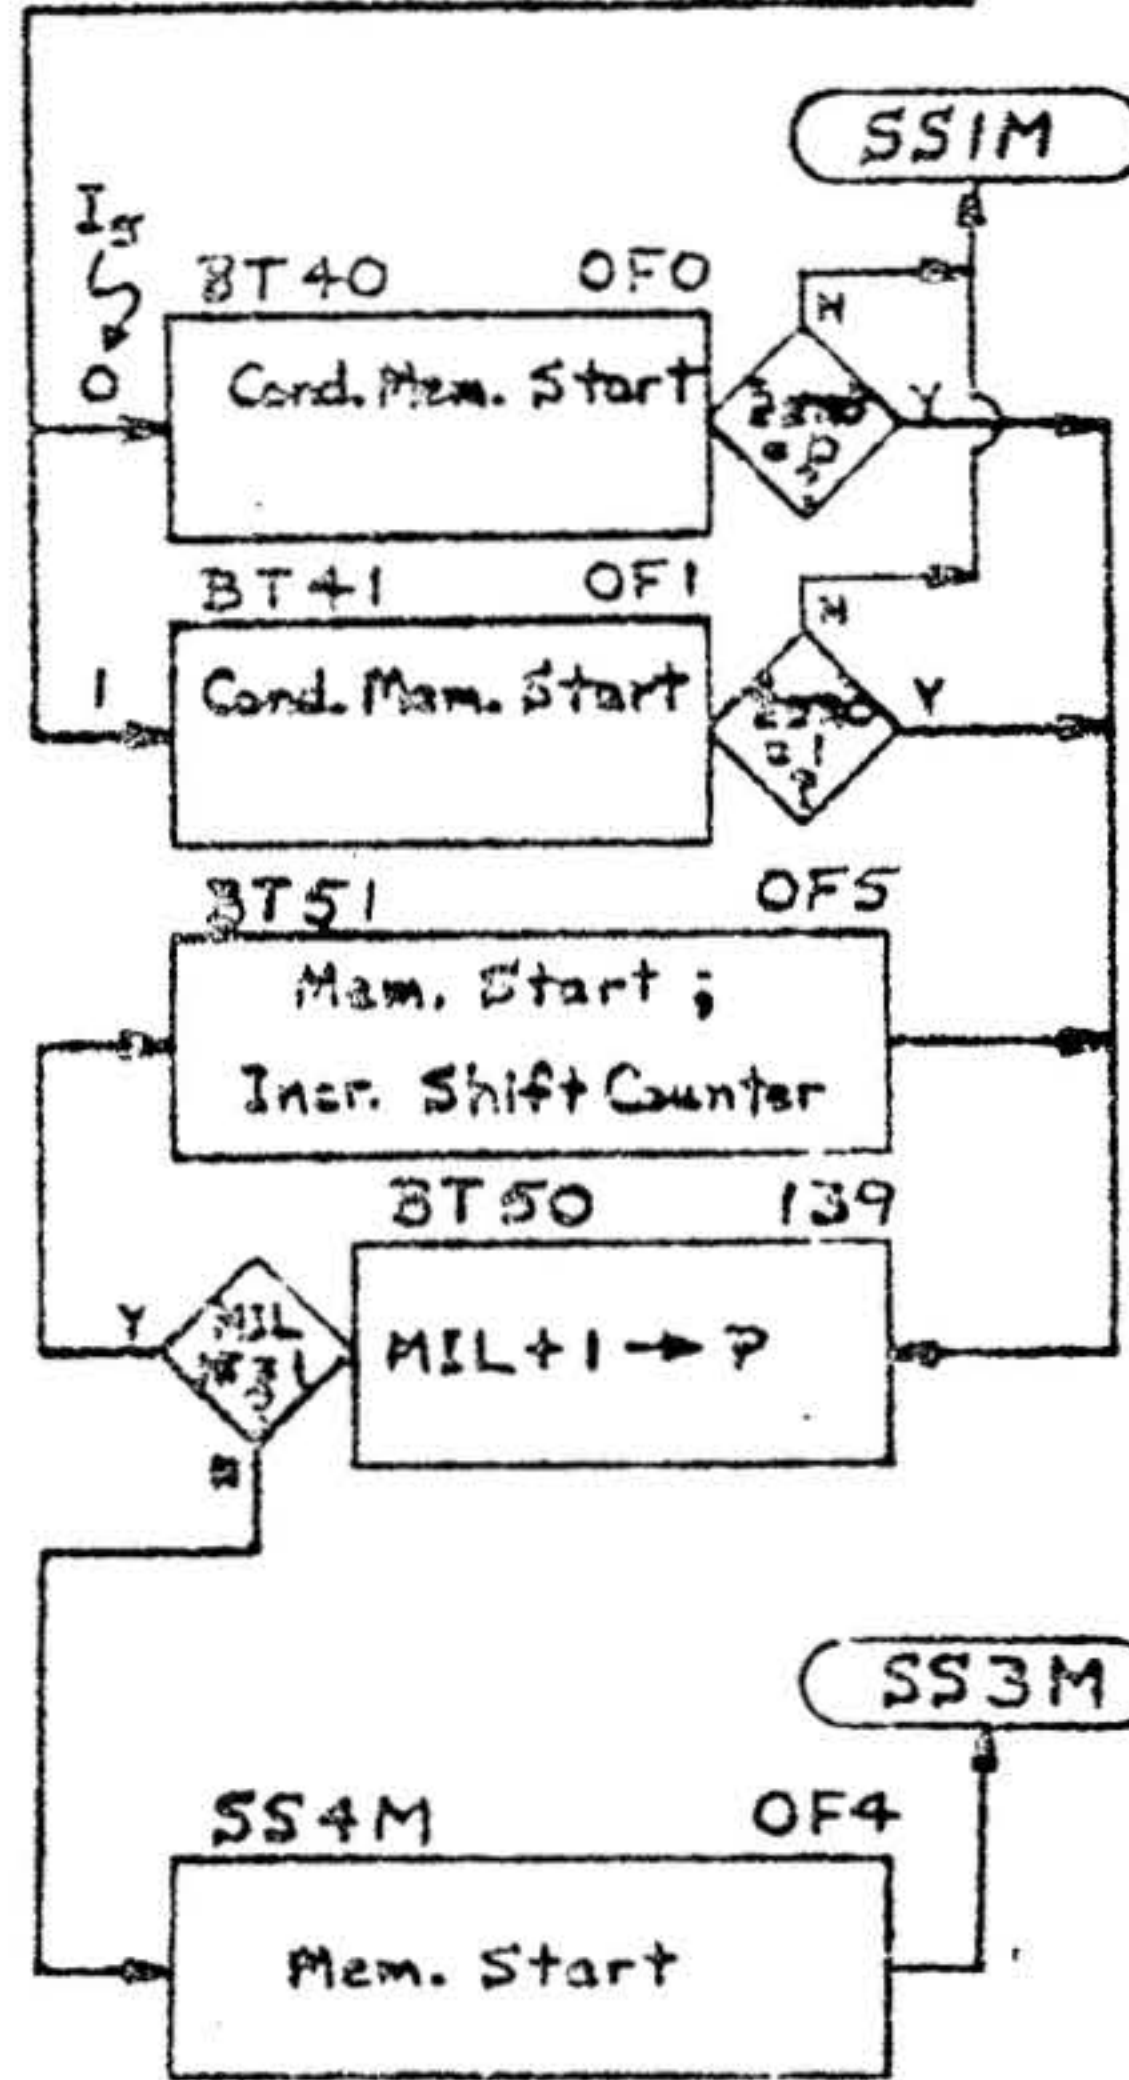 SS1M
BT40 0F0
0
Cond. Mem. Start
Y
BT41 0F1
1
Cond. Mem. Start
Y
BT51 0F5
Mem. Start ;
Incr. Shift Counter
BT50 139
Y
MIL
MIL + 1 → P
N
SS3M
SS4M 0F4
Mem. Start